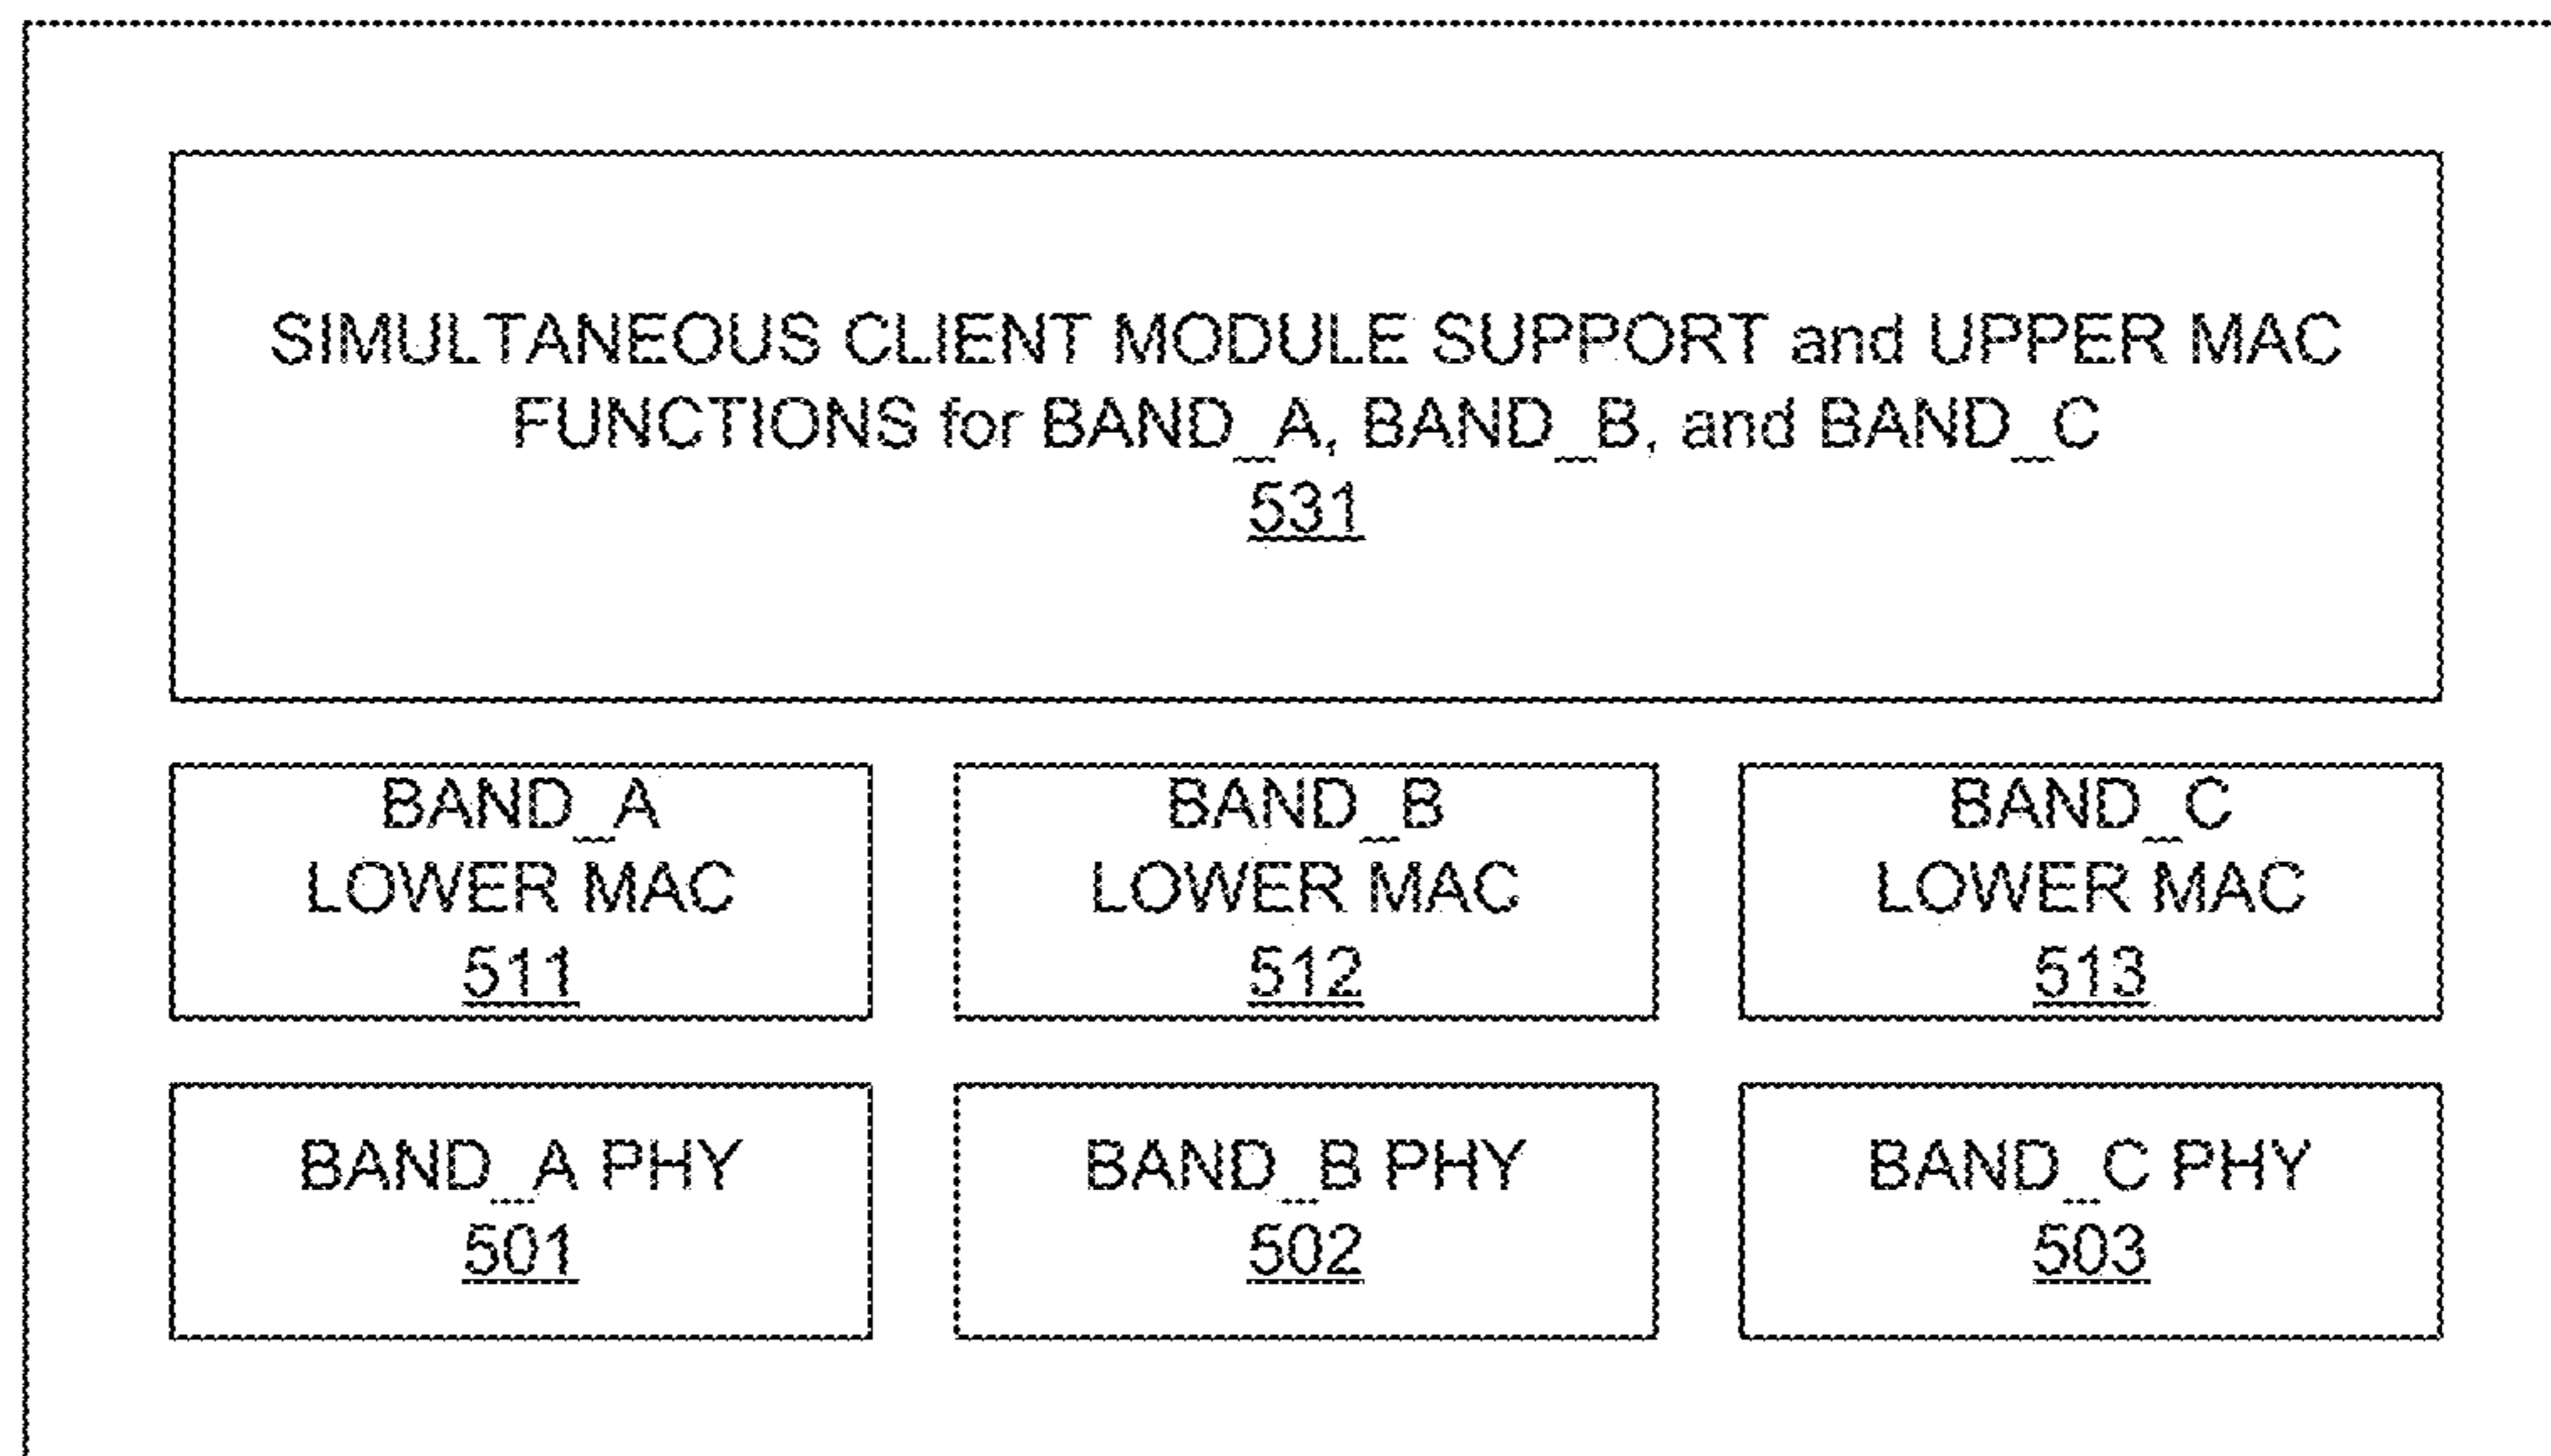 SIMULTANEOUS CLIENT MODULE SUPPORT and UPPER MAC
FUNCTIONS for BAND_A, BAND_B, and BAND_C
531
BAND_A
LOWER MAC
511
BAND_B
LOWER MAC
512
BAND_C
LOWER MAC
513
BAND_A PHY
501
BAND_B PHY
502
BAND_C PHY
503